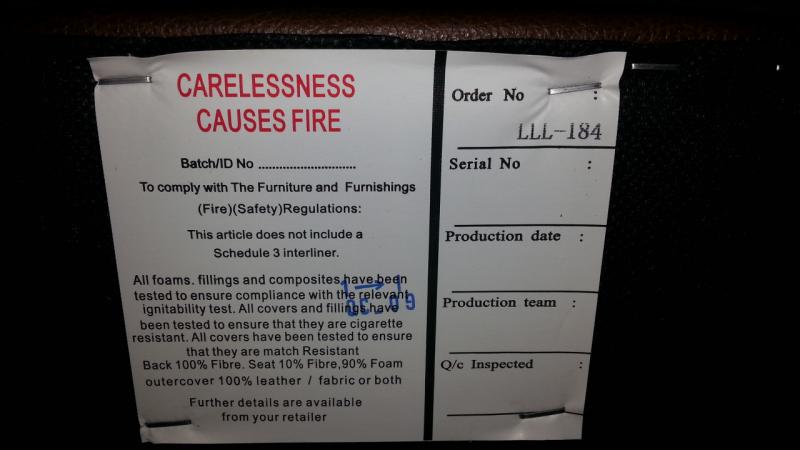 CARELESSNESS
CAUSES FIRE
Batch/ID No ............................
To comply with The Furniture and Furnishings
(Fire)(Safety)Regulations:
This article does not include a
Schedule 3 interliner.
All foams. fillings and composites have been
tested to ensure compliance with the relevant
ignitability test. All covers and fillings have
been tested to ensure that they are cigarette
resistant. All covers have been tested to ensure
that they are match Resistant
Back 100% Fibre. Seat 10% Fibre,90% Foam
outercover 100% leather / fabric or both
Further details are available
from your retailer
Order No :
LLL-184
Serial No :
Production date :
Production team :
Q/c Inspected :